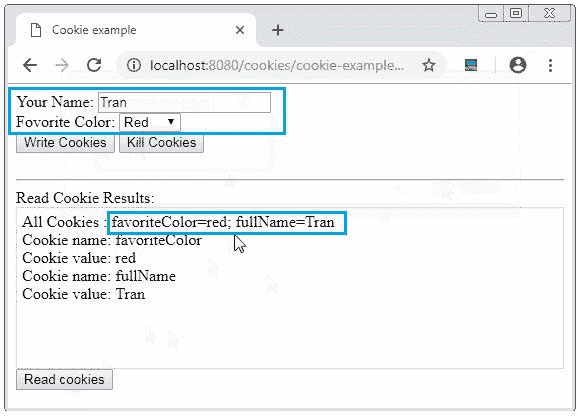 Cookie example
localhost:8080/cookies/cookie-example...
Your Name: Tran
Fovorite Color: Red
Write Cookies Kill Cookies
Read Cookie Results:
All Cookies : favoriteColor=red; fullName=Tran
Cookie name: favoriteColor
Cookie value: red
Cookie name: fullName
Cookie value: Tran
Read cookies